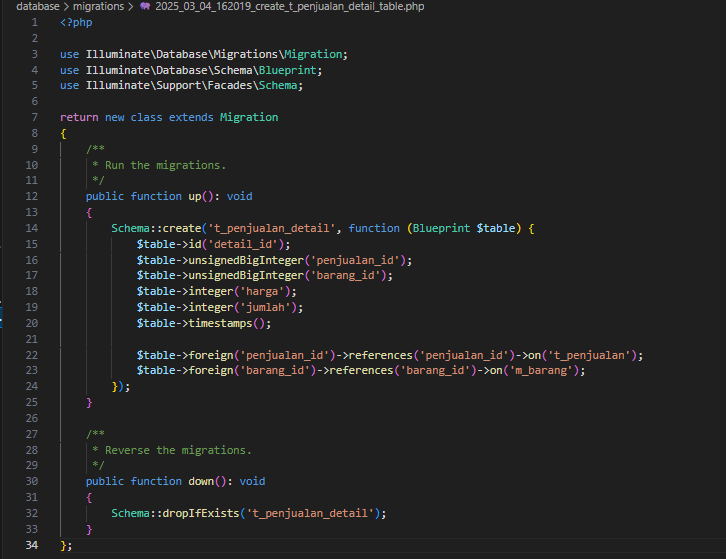 database > migrations > 2025_03_04_162019_create_t_penjualan_detail_table.php
1 <?php
2
3 use Illuminate\Database\Migrations\Migration;
4 use Illuminate\Database\Schema\Blueprint;
5 use Illuminate\Support\Facades\Schema;
6
7 return new class extends Migration
8 {
9     /**
10      * Run the migrations.
11      */
12     public function up(): void
13     {
14         Schema::create('t_penjualan_detail', function (Blueprint $table) {
15             $table->id('detail_id');
16             $table->unsignedBigInteger('penjualan_id');
17             $table->unsignedBigInteger('barang_id');
18             $table->integer('harga');
19             $table->integer('jumlah');
20             $table->timestamps();
21
22             $table->foreign('penjualan_id')->references('penjualan_id')->on('t_penjualan');
23             $table->foreign('barang_id')->references('barang_id')->on('m_barang');
24         });
25     }
26
27     /**
28      * Reverse the migrations.
29      */
30     public function down(): void
31     {
32         Schema::dropIfExists('t_penjualan_detail');
33     }
34 };